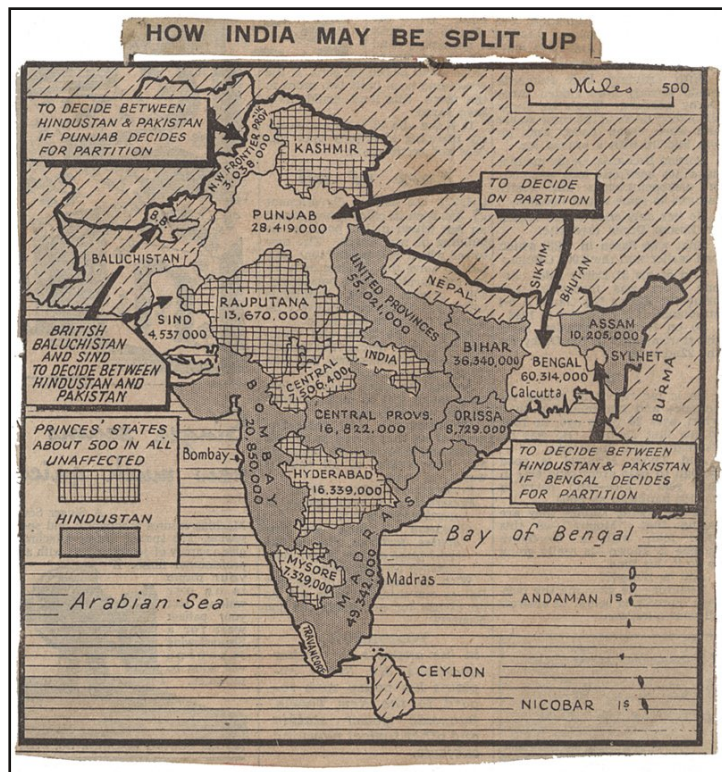 HOW INDIA MAY BE SPLIT UP
Miles
0 500
TO DECIDE BETWEEN
HINDUSTAN & PAKISTAN
IF PUNJAB DECIDES
FOR PARTITION
N.W. FRONTIER PROV.
3,038,000
KASHMIR
TO DECIDE
ON PARTITION
PUNJAB
28,419,000
B.B.
BALUCHISTAN
SIND
4,537,000
RAJPUTANA
13,670,000
UNITED PROVINCES
55,021,000
NEPAL
SIKKIM
BHUTAN
ASSAM
10,205,000
SYLHET
BURMA
BIHAR
36,340,000
BENGAL
60,314,000
Calcutta
CENTRAL INDIA
7,506,400
BRITISH
BALUCHISTAN
AND SIND
TO DECIDE BETWEEN
HINDUSTAN AND
PAKISTAN
CENTRAL PROVS.
16,822,000
ORISSA
8,729,000
BOMBAY
20,850,000
Bombay
HYDERABAD
16,339,000
TO DECIDE BETWEEN
HINDUSTAN & PAKISTAN
IF BENGAL DECIDES
FOR PARTITION
PRINCES' STATES
ABOUT 500 IN ALL
UNAFFECTED
HINDUSTAN
MYSORE
7,329,000
MADRAS
49,342,000
Madras
Bay of Bengal
Arabian Sea
ANDAMAN IS
TRAVANCORE
CEYLON
NICOBAR IS